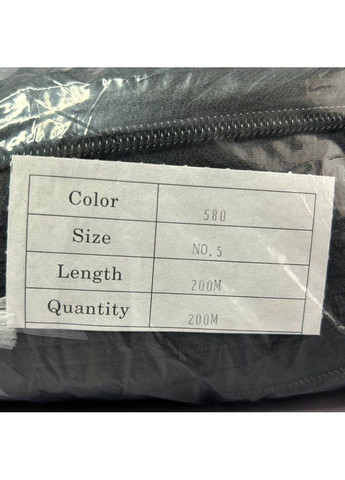 Color 580
Size NO.5
Length 200M
Quantity 200M